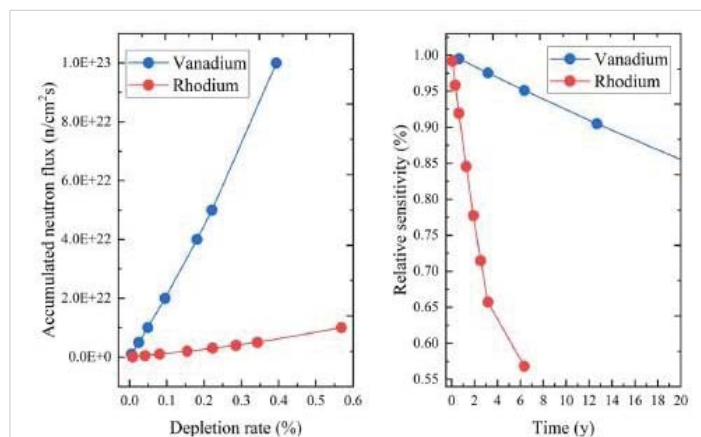 Accumulated neutron flux (n/cm²s)
1.0E+23
8.0E+22
6.0E+22
4.0E+22
2.0E+22
0.0E+0
Vanadium
Rhodium
0.0 0.1 0.2 0.3 0.4 0.5 0.6
Depletion rate (%)
Relative sensitivity (%)
1.00
0.95
0.90
0.85
0.80
0.75
0.70
0.65
0.60
0.55
Vanadium
Rhodium
0 2 4 6 8 10 12 14 16 18 20
Time (y)